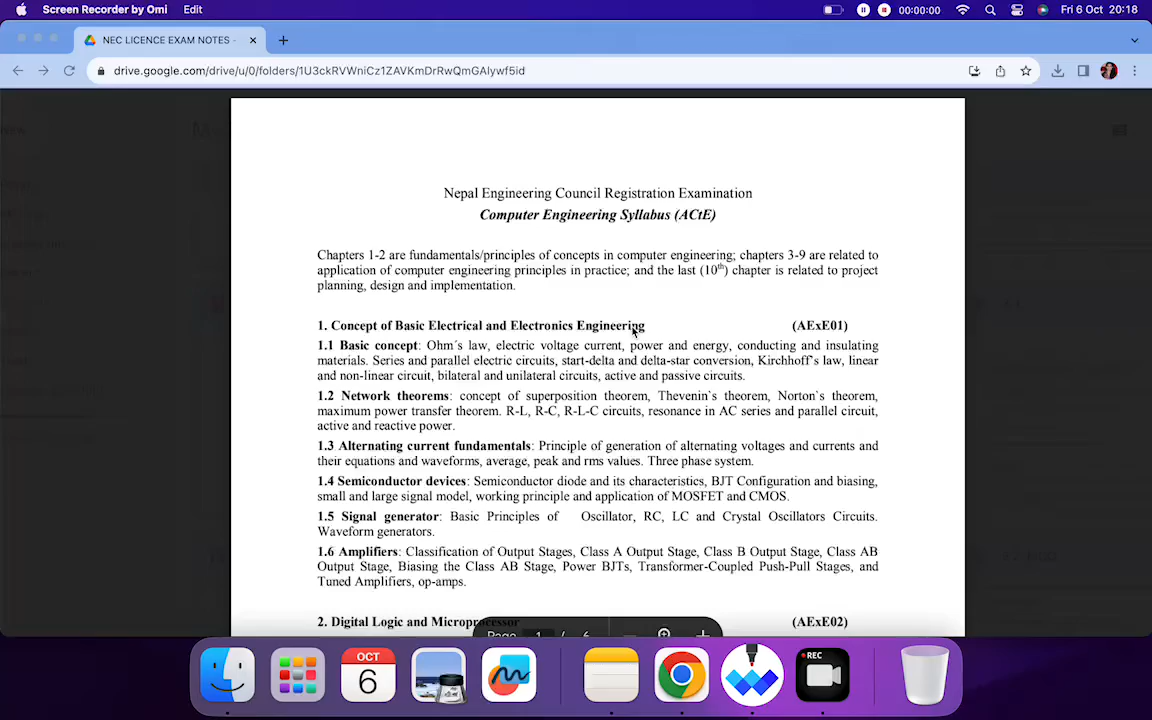 Screen Recorder by Omi Edit 00:00:00 Fri 6 Oct 20:18
NEC LICENCE EXAM NOTES -
drive.google.com/drive/u/0/folders/1U3ckRVWniCz1ZAVKmDrRwQmGAlywf5id
Nepal Engineering Council Registration Examination
Computer Engineering Syllabus (ACtE)
Chapters 1-2 are fundamentals/principles of concepts in computer engineering; chapters 3-9 are related to
application of computer engineering principles in practice; and the last (10th) chapter is related to project
planning, design and implementation.
1. Concept of Basic Electrical and Electronics Engineering (AExE01)
1.1 Basic concept: Ohm´s law, electric voltage current, power and energy, conducting and insulating
materials. Series and parallel electric circuits, start-delta and delta-star conversion, Kirchhoff`s law, linear
and non-linear circuit, bilateral and unilateral circuits, active and passive circuits.
1.2 Network theorems: concept of superposition theorem, Thevenin`s theorem, Norton`s theorem,
maximum power transfer theorem. R-L, R-C, R-L-C circuits, resonance in AC series and parallel circuit,
active and reactive power.
1.3 Alternating current fundamentals: Principle of generation of alternating voltages and currents and
their equations and waveforms, average, peak and rms values. Three phase system.
1.4 Semiconductor devices: Semiconductor diode and its characteristics, BJT Configuration and biasing,
small and large signal model, working principle and application of MOSFET and CMOS.
1.5 Signal generator: Basic Principles of Oscillator, RC, LC and Crystal Oscillators Circuits.
Waveform generators.
1.6 Amplifiers: Classification of Output Stages, Class A Output Stage, Class B Output Stage, Class AB
Output Stage, Biasing the Class AB Stage, Power BJTs, Transformer-Coupled Push-Pull Stages, and
Tuned Amplifiers, op-amps.
2. Digital Logic and Microprocessor (AExE02)
Page 1 / 6
OCT
6
REC